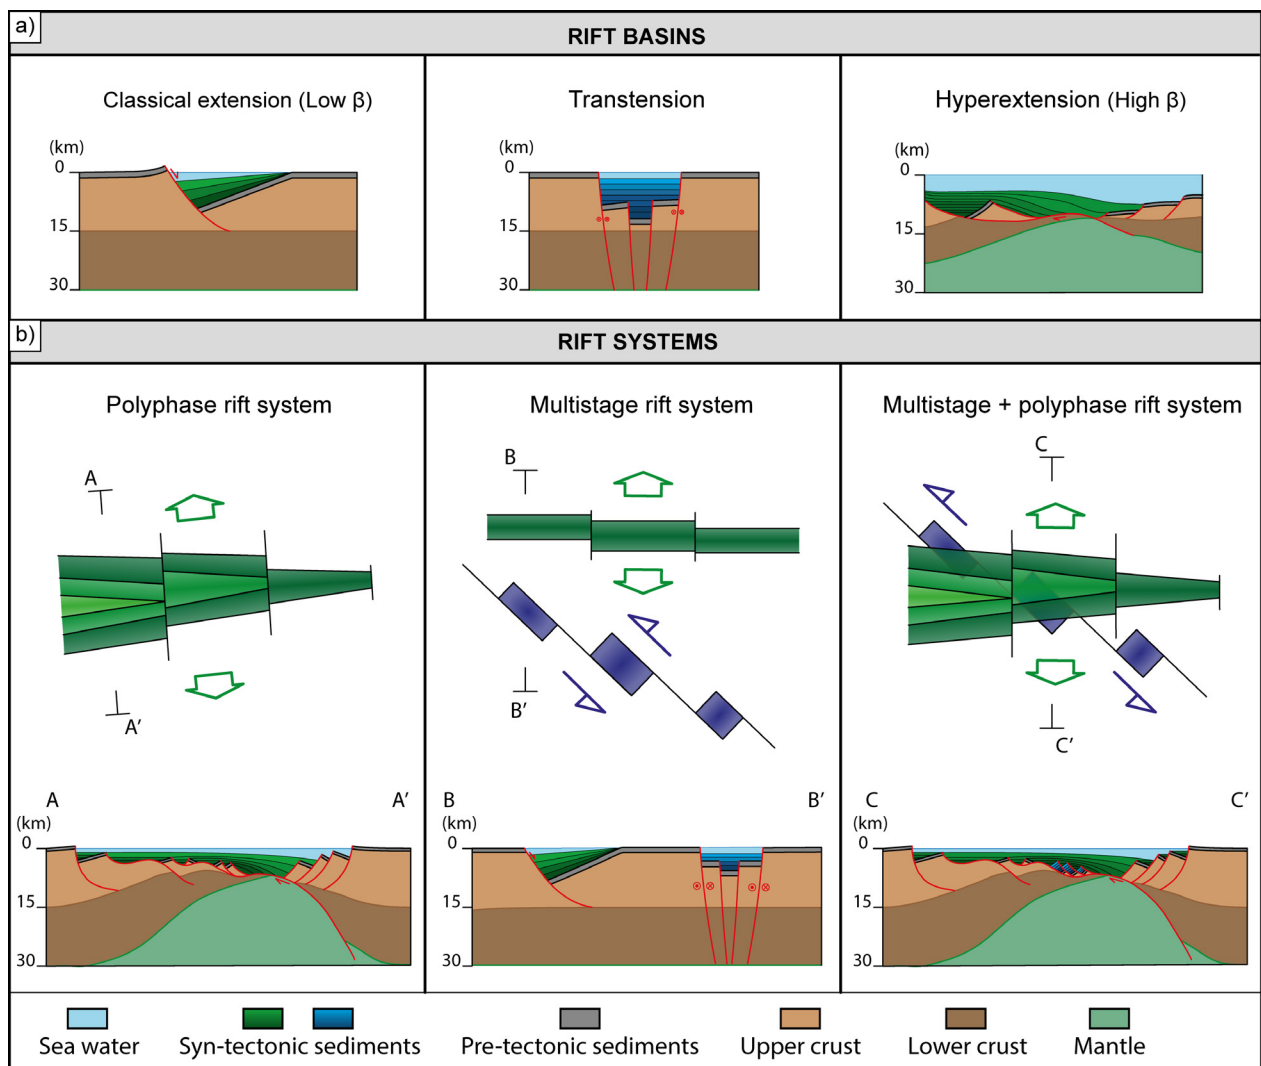 a)
RIFT BASINS
Classical extension (Low β)
Transtension
Hyperextension (High β)
(km)
0
15
30
(km)
0
15
30
(km)
0
15
30
b)
RIFT SYSTEMS
Polyphase rift system
Multistage rift system
Multistage + polyphase rift system
A
A'
B
B'
C
C'
A
A'
(km)
0
15
30
B
B'
(km)
0
15
30
C
C'
(km)
0
15
30
Sea water
Syn-tectonic sediments
Pre-tectonic sediments
Upper crust
Lower crust
Mantle